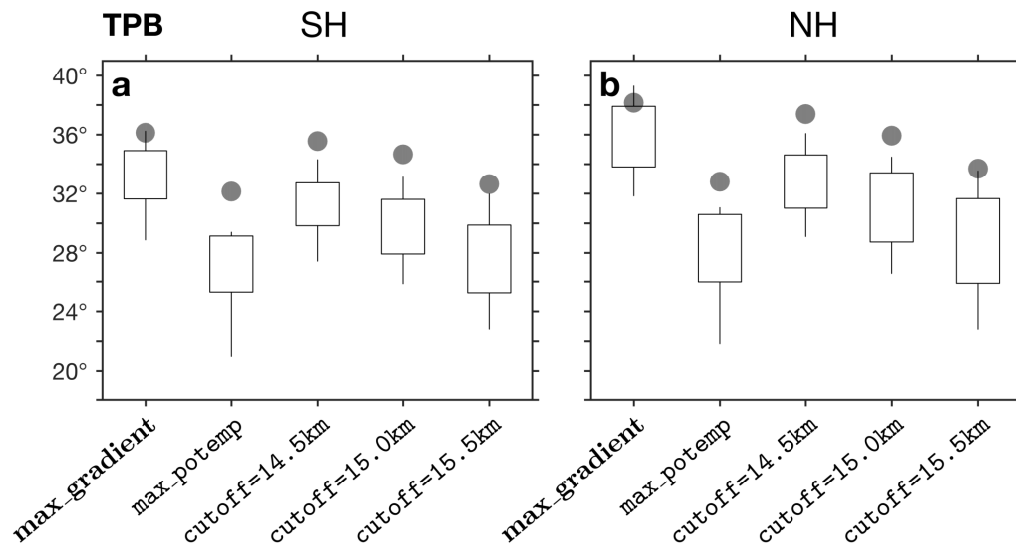 TPB SH NH
a b
40°
36°
32°
28°
24°
20°
max_gradient max_potemp cutoff=14.5km cutoff=15.0km cutoff=15.5km
max_gradient max_potemp cutoff=14.5km cutoff=15.0km cutoff=15.5km